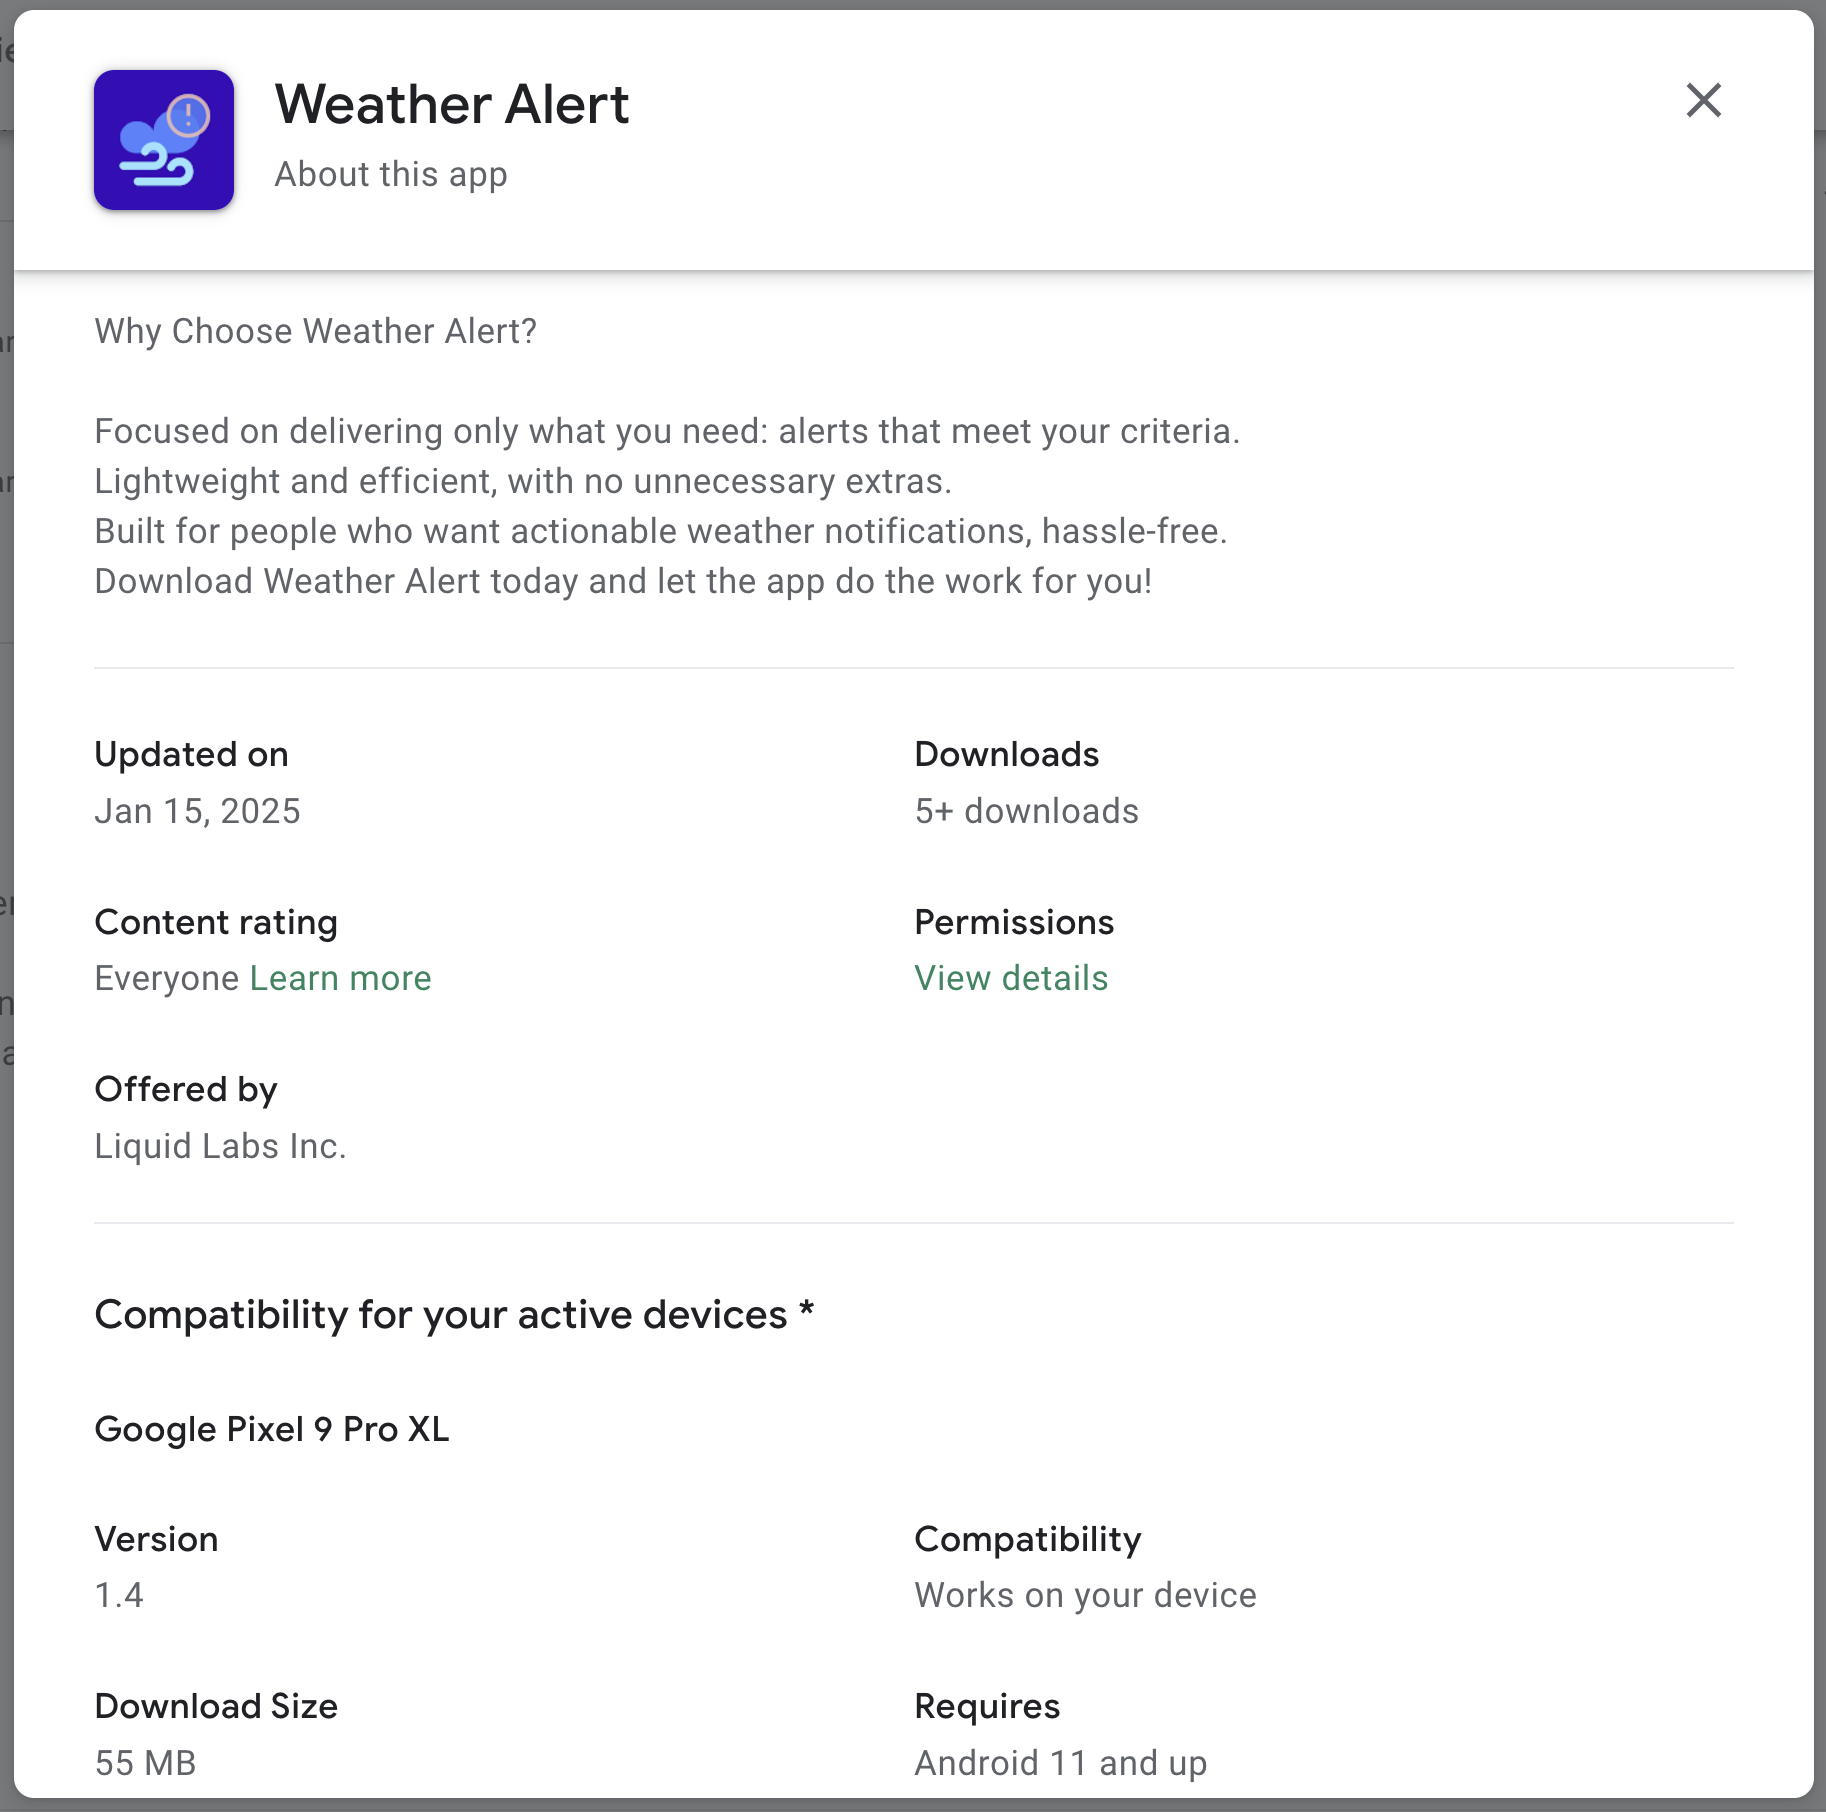 Weather Alert
About this app
Why Choose Weather Alert?
Focused on delivering only what you need: alerts that meet your criteria.
Lightweight and efficient, with no unnecessary extras.
Built for people who want actionable weather notifications, hassle-free.
Download Weather Alert today and let the app do the work for you!
Updated on
Jan 15, 2025
Downloads
5+ downloads
Content rating
Everyone Learn more
Permissions
View details
Offered by
Liquid Labs Inc.
Compatibility for your active devices *
Google Pixel 9 Pro XL
Version
1.4
Compatibility
Works on your device
Download Size
55 MB
Requires
Android 11 and up